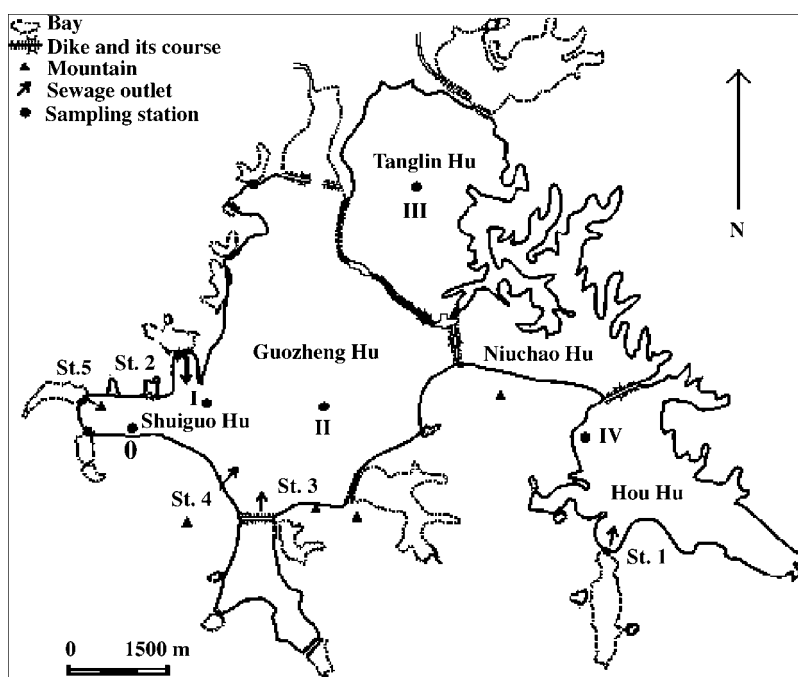 Bay
Dike and its course
Mountain
Sewage outlet
Sampling station
Tanglin Hu
III
N
Guozheng Hu
Niuchao Hu
St.5
St. 2
I
Shuiguo Hu
0
II
IV
Hou Hu
St. 4
St. 3
St. 1
0 1500 m